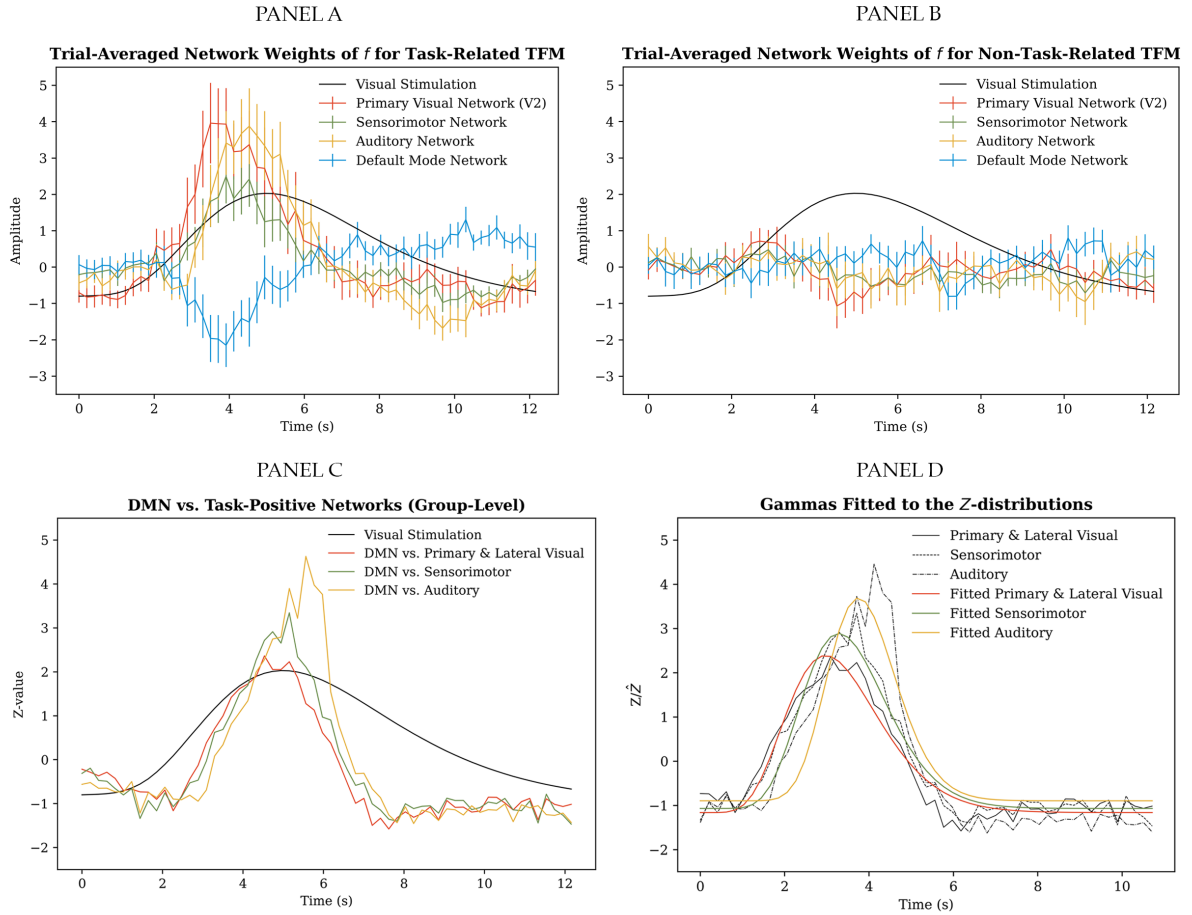 PANEL A
Trial-Averaged Network Weights of f for Task-Related TFM
Visual Stimulation
Primary Visual Network (V2)
Sensorimotor Network
Auditory Network
Default Mode Network
Amplitude
5
4
3
2
1
0
−1
−2
−3
0 2 4 6 8 10 12
Time (s)
PANEL B
Trial-Averaged Network Weights of f for Non-Task-Related TFM
Visual Stimulation
Primary Visual Network (V2)
Sensorimotor Network
Auditory Network
Default Mode Network
Amplitude
5
4
3
2
1
0
−1
−2
−3
0 2 4 6 8 10 12
Time (s)
PANEL C
DMN vs. Task-Positive Networks (Group-Level)
Visual Stimulation
DMN vs. Primary & Lateral Visual
DMN vs. Sensorimotor
DMN vs. Auditory
Z-value
5
4
3
2
1
0
−1
−2
0 2 4 6 8 10 12
Time (s)
PANEL D
Gammas Fitted to the Z-distributions
Primary & Lateral Visual
Sensorimotor
Auditory
Fitted Primary & Lateral Visual
Fitted Sensorimotor
Fitted Auditory
Z/Ẑ
5
4
3
2
1
0
−1
−2
0 2 4 6 8 10
Time (s)